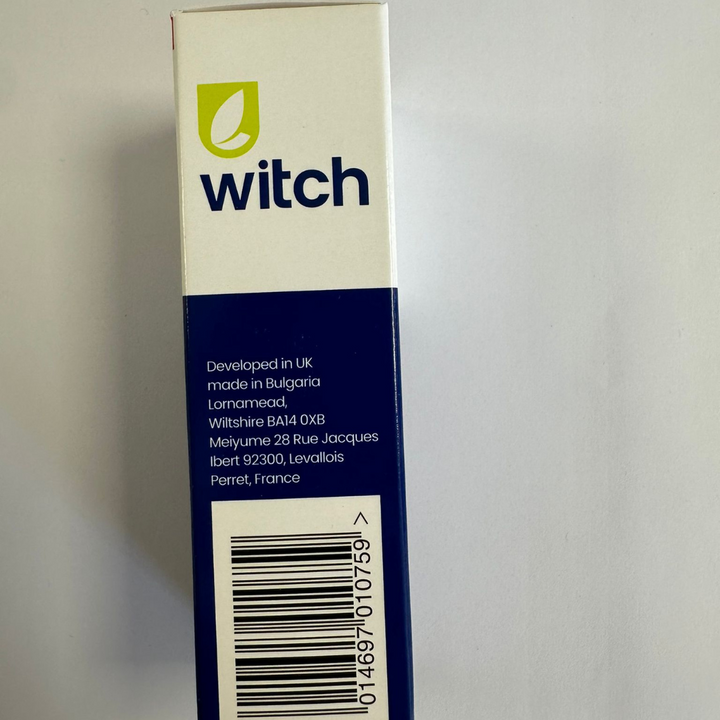 witch
Developed in UK
made in Bulgaria
Lornamead,
Wiltshire BA14 0XB
Meiyume 28 Rue Jacques
Ibert 92300, Levallois
Perret, France
014697 010759 >